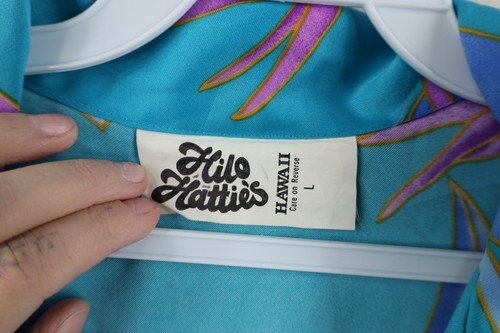 Hilo
Hattie's
HAWAII
Care on Reverse
L